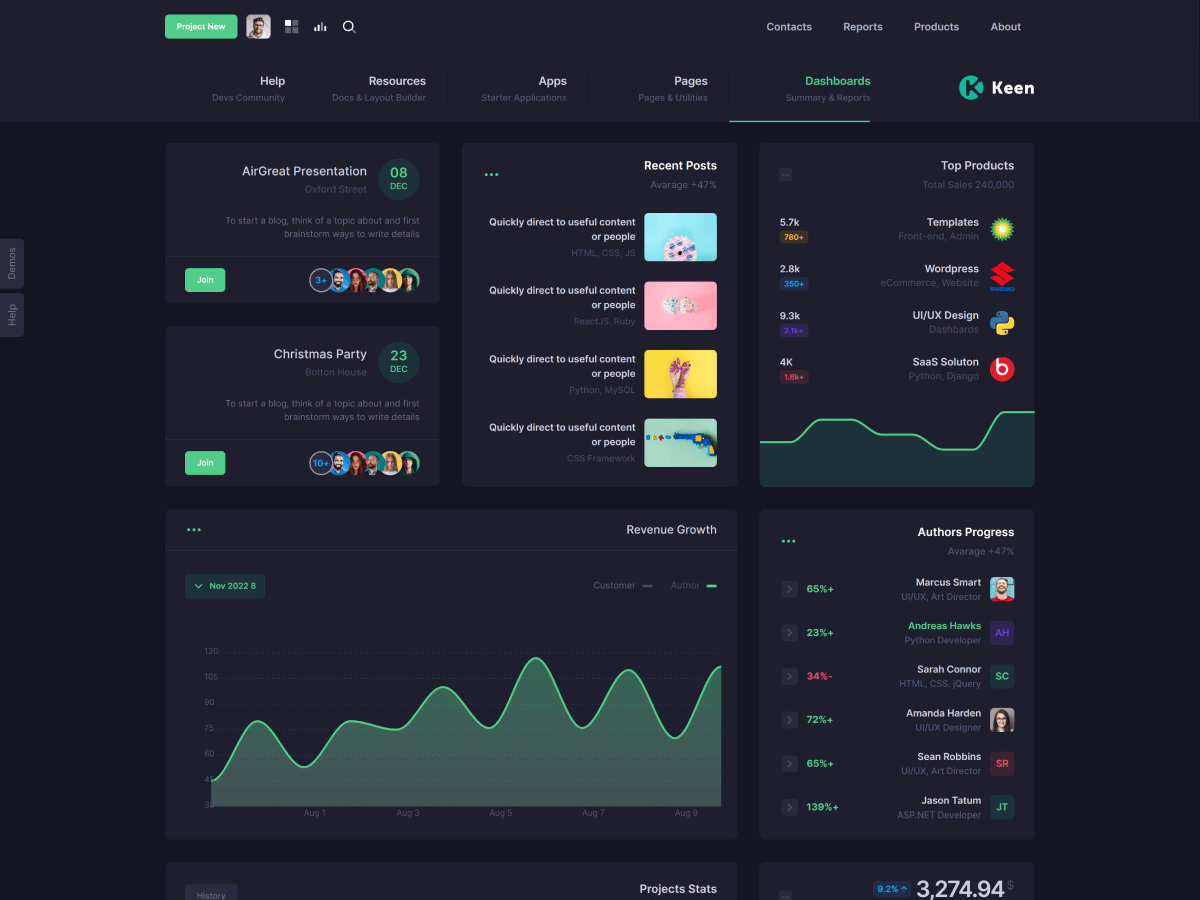 Project New
Contacts
Reports
Products
About
Help
Devs Community
Resources
Docs & Layout Builder
Apps
Starter Applications
Pages
Pages & Utilities
Dashboards
Summary & Reports
Keen
Demos
Help
AirGreat Presentation
Oxford Street
08
DEC
To start a blog, think of a topic about and first
brainstorm ways to write details
Join
3+
Christmas Party
Bolton House
23
DEC
To start a blog, think of a topic about and first
brainstorm ways to write details
Join
10+
Recent Posts
Avarage +47%
Quickly direct to useful content
or people
HTML, CSS, JS
Quickly direct to useful content
or people
ReactJS, Ruby
Quickly direct to useful content
or people
Python, MySQL
Quickly direct to useful content
or people
CSS Framework
Top Products
Total Sales 240,000
5.7k
780+
Templates
Front-end, Admin
2.8k
350+
Wordpress
eCommerce, Website
9.3k
2.1k+
UI/UX Design
Dashbards
4K
1.6k+
SaaS Soluton
Python, Django
Revenue Growth
Nov 2022 8
Customer
Author
120
105
90
75
60
45
30
Aug 1
Aug 3
Aug 5
Aug 7
Aug 9
Authors Progress
Avarage +47%
65%+
Marcus Smart
UI/UX, Art Director
23%+
Andreas Hawks
Python Developer
AH
34%-
Sarah Connor
HTML, CSS. jQuery
SC
72%+
Amanda Harden
UI/UX Designer
65%+
Sean Robbins
UI/UX, Art Director
SR
139%+
Jason Tatum
ASP.NET Developer
JT
History
Projects Stats
9.2%
3,274.94
$